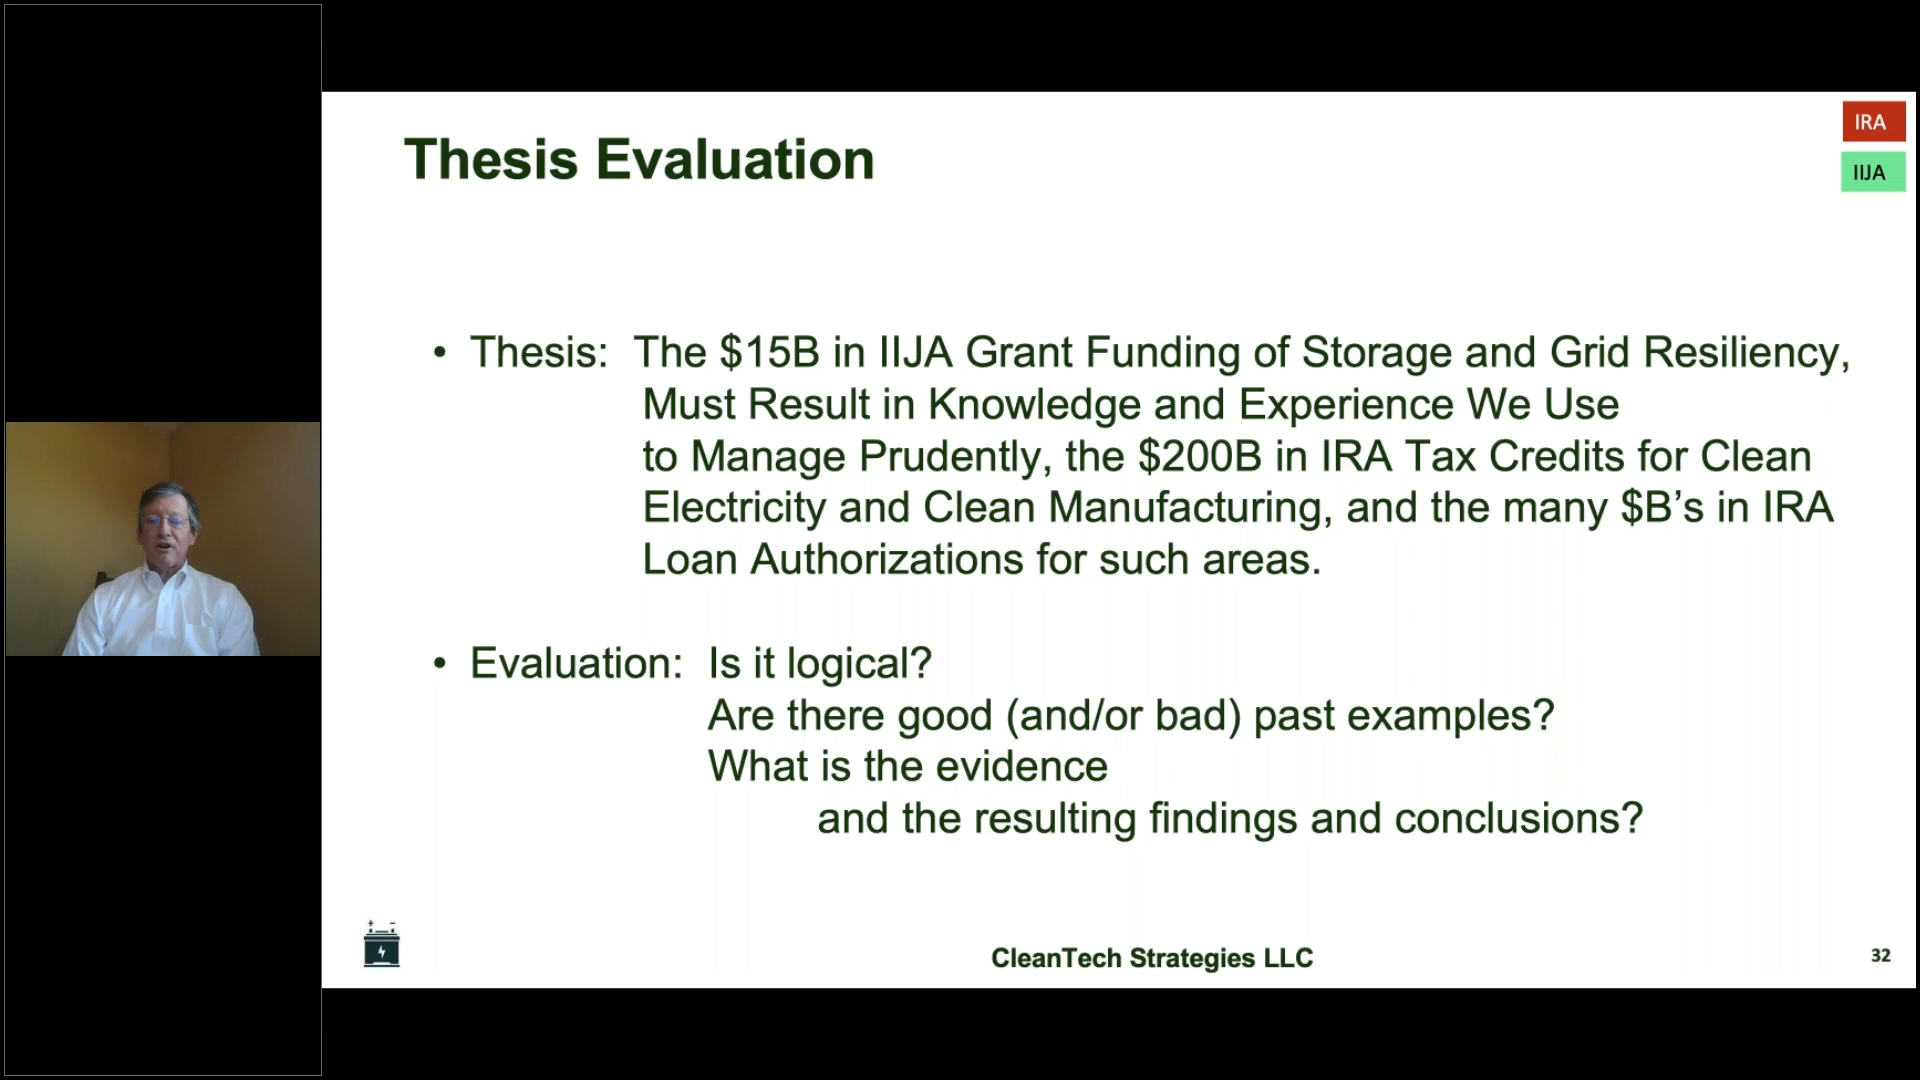 IRA
IIJA
Thesis Evaluation
• Thesis: The $15B in IIJA Grant Funding of Storage and Grid Resiliency,
Must Result in Knowledge and Experience We Use
to Manage Prudently, the $200B in IRA Tax Credits for Clean
Electricity and Clean Manufacturing, and the many $B’s in IRA
Loan Authorizations for such areas.
• Evaluation: Is it logical?
Are there good (and/or bad) past examples?
What is the evidence
and the resulting findings and conclusions?
CleanTech Strategies LLC
32